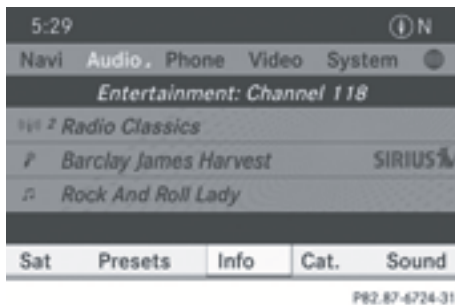 5:29 N
Navi Audio Phone Video System
Entertainment: Channel 118
2 Radio Classics
Barclay James Harvest SIRIUS
Rock And Roll Lady
Sat Presets Info Cat. Sound
P82.87-6724-31